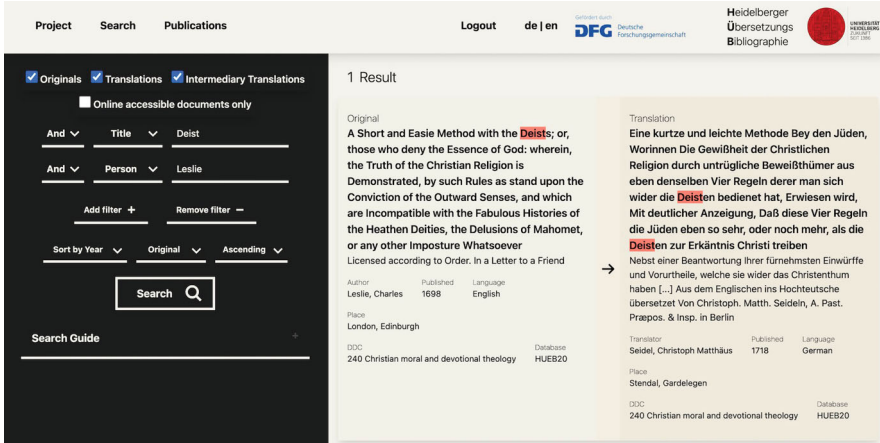 Project Search Publications Logout de | en
Gefördert durch
DFG Deutsche
Forschungsgemeinschaft
Heidelberger
Übersetzungs
Bibliographie
UNIVERSITÄT
HEIDELBERG
ZUKUNFT
SEIT 1386
Originals Translations Intermediary Translations
Online accessible documents only
And Title Deist
And Person Leslie
Add filter + Remove filter −
Sort by Year Original Ascending
Search
Search Guide +
1 Result
Original
A Short and Easie Method with the Deists; or,
those who deny the Essence of God: wherein,
the Truth of the Christian Religion is
Demonstrated, by such Rules as stand upon the
Conviction of the Outward Senses, and which
are Incompatible with the Fabulous Histories of
the Heathen Deities, the Delusions of Mahomet,
or any other Imposture Whatsoever
Licensed according to Order. In a Letter to a Friend
Author Published Language
Leslie, Charles 1698 English
Place
London, Edinburgh
DDC Database
240 Christian moral and devotional theology HUEB20
→
Translation
Eine kurtze und leichte Methode Bey den Jüden,
Worinnen Die Gewißheit der Christlichen
Religion durch untrügliche Beweißthümer aus
eben denselben Vier Regeln derer man sich
wider die Deisten bedienet hat, Erwiesen wird,
Mit deutlicher Anzeigung, Daß diese Vier Regeln
die Jüden eben so sehr, oder noch mehr, als die
Deisten zur Erkäntnis Christi treiben
Nebst einer Beantwortung Ihrer fürnehmsten Einwürffe
und Vorurtheile, welche sie wider das Christenthum
haben [...] Aus dem Englischen ins Hochteutsche
übersetzet Von Christoph. Matth. Seideln, A. Past.
Præpos. & Insp. in Berlin
Translator Published Language
Seidel, Christoph Matthäus 1718 German
Place
Stendal, Gardelegen
DDC Database
240 Christian moral and devotional theology HUEB20